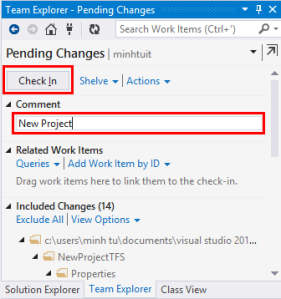 Team Explorer - Pending Changes
Search Work Items (Ctrl+')
Pending Changes | minhtuit
Check In Shelve Actions
Comment
New Project
Related Work Items
Queries Add Work Item by ID
Drag work items here to link them to the check-in.
Included Changes (14)
Exclude All View Options
c:\users\minh tu\documents\visual studio 201...
NewProjectTFS
Properties
Solution Explorer Team Explorer Class View